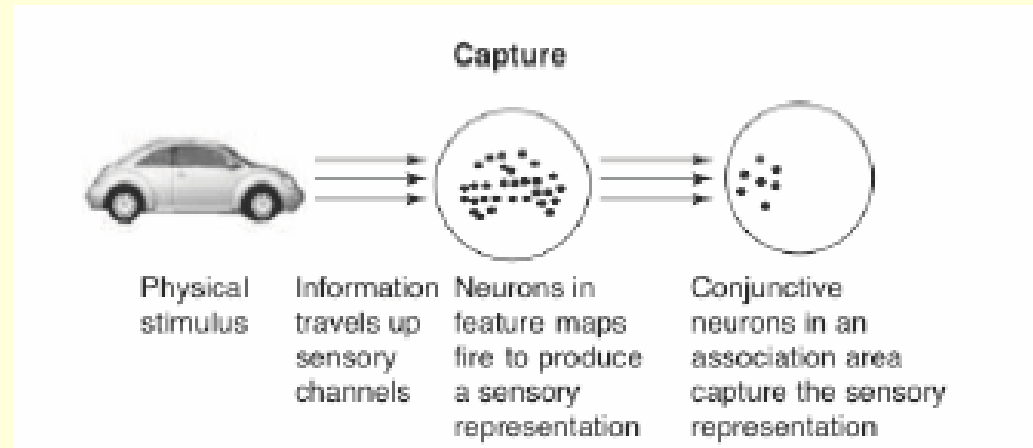 Capture
Physical
stimulus
Information
travels up
sensory
channels
Neurons in
feature maps
fire to produce
a sensory
representation
Conjunctive
neurons in an
association area
capture the sensory
representation